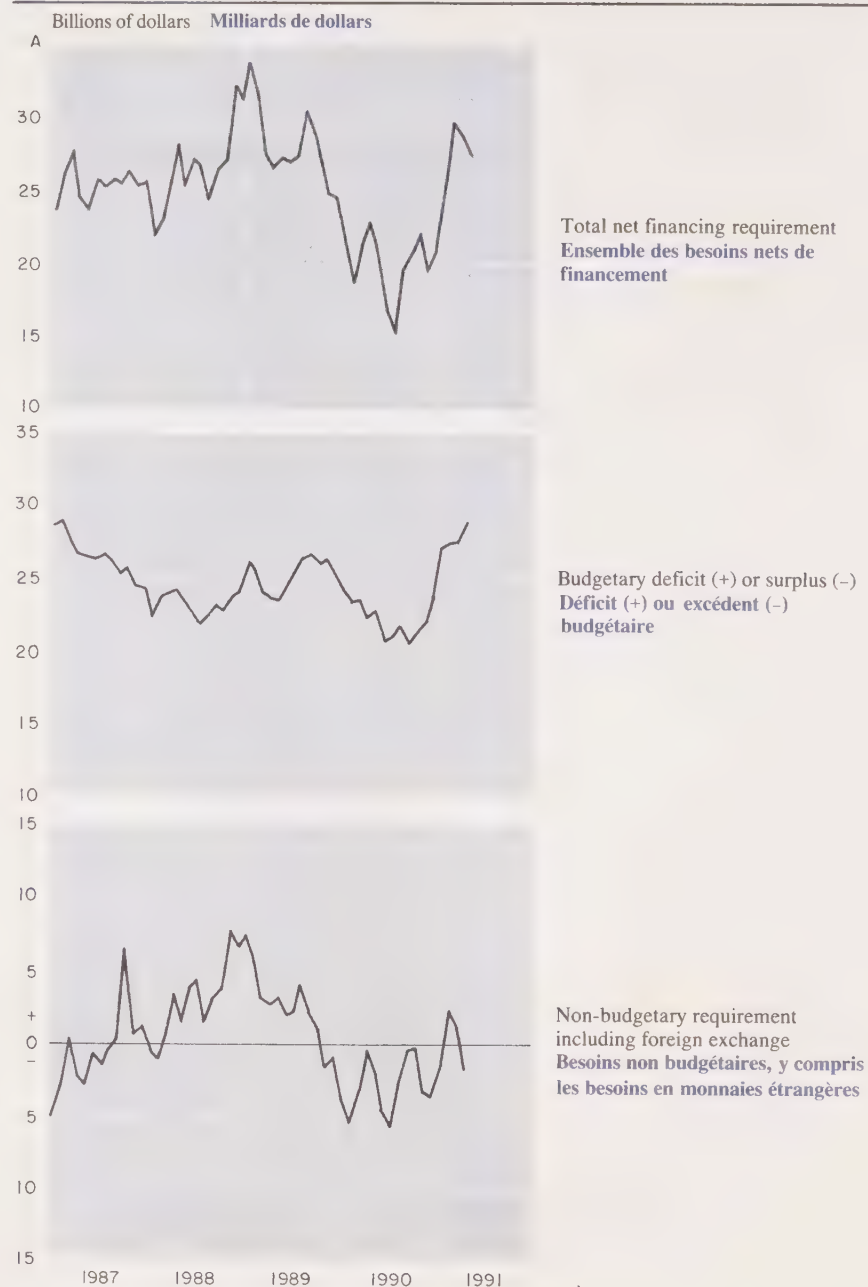 Billions of dollars Milliards de dollars
A
30
25
20
15
10
Total net financing requirement
Ensemble des besoins nets de
financement
35
30
25
20
15
10
Budgetary deficit (+) or surplus (–)
Déficit (+) ou excédent (–)
budgétaire
15
10
5
+
0
–
5
10
15
Non-budgetary requirement
including foreign exchange
Besoins non budgétaires, y compris
les besoins en monnaies étrangères
1987 1988 1989 1990 1991